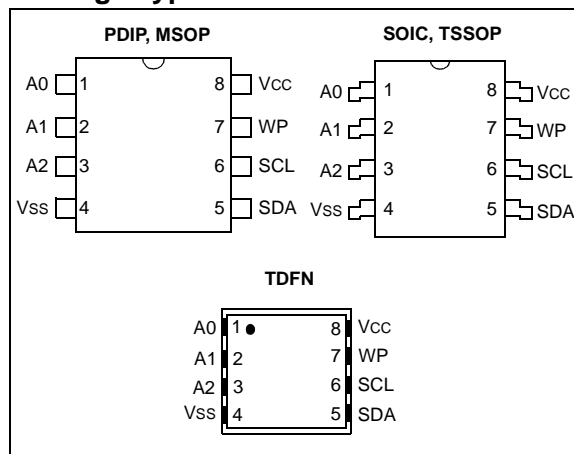 PDIP, MSOP
A0 1 8 VCC
A1 2 7 WP
A2 3 6 SCL
VSS 4 5 SDA
SOIC, TSSOP
A0 1 8 VCC
A1 2 7 WP
A2 3 6 SCL
VSS 4 5 SDA
TDFN
A0 1 8 VCC
A1 2 7 WP
A2 3 6 SCL
VSS 4 5 SDA